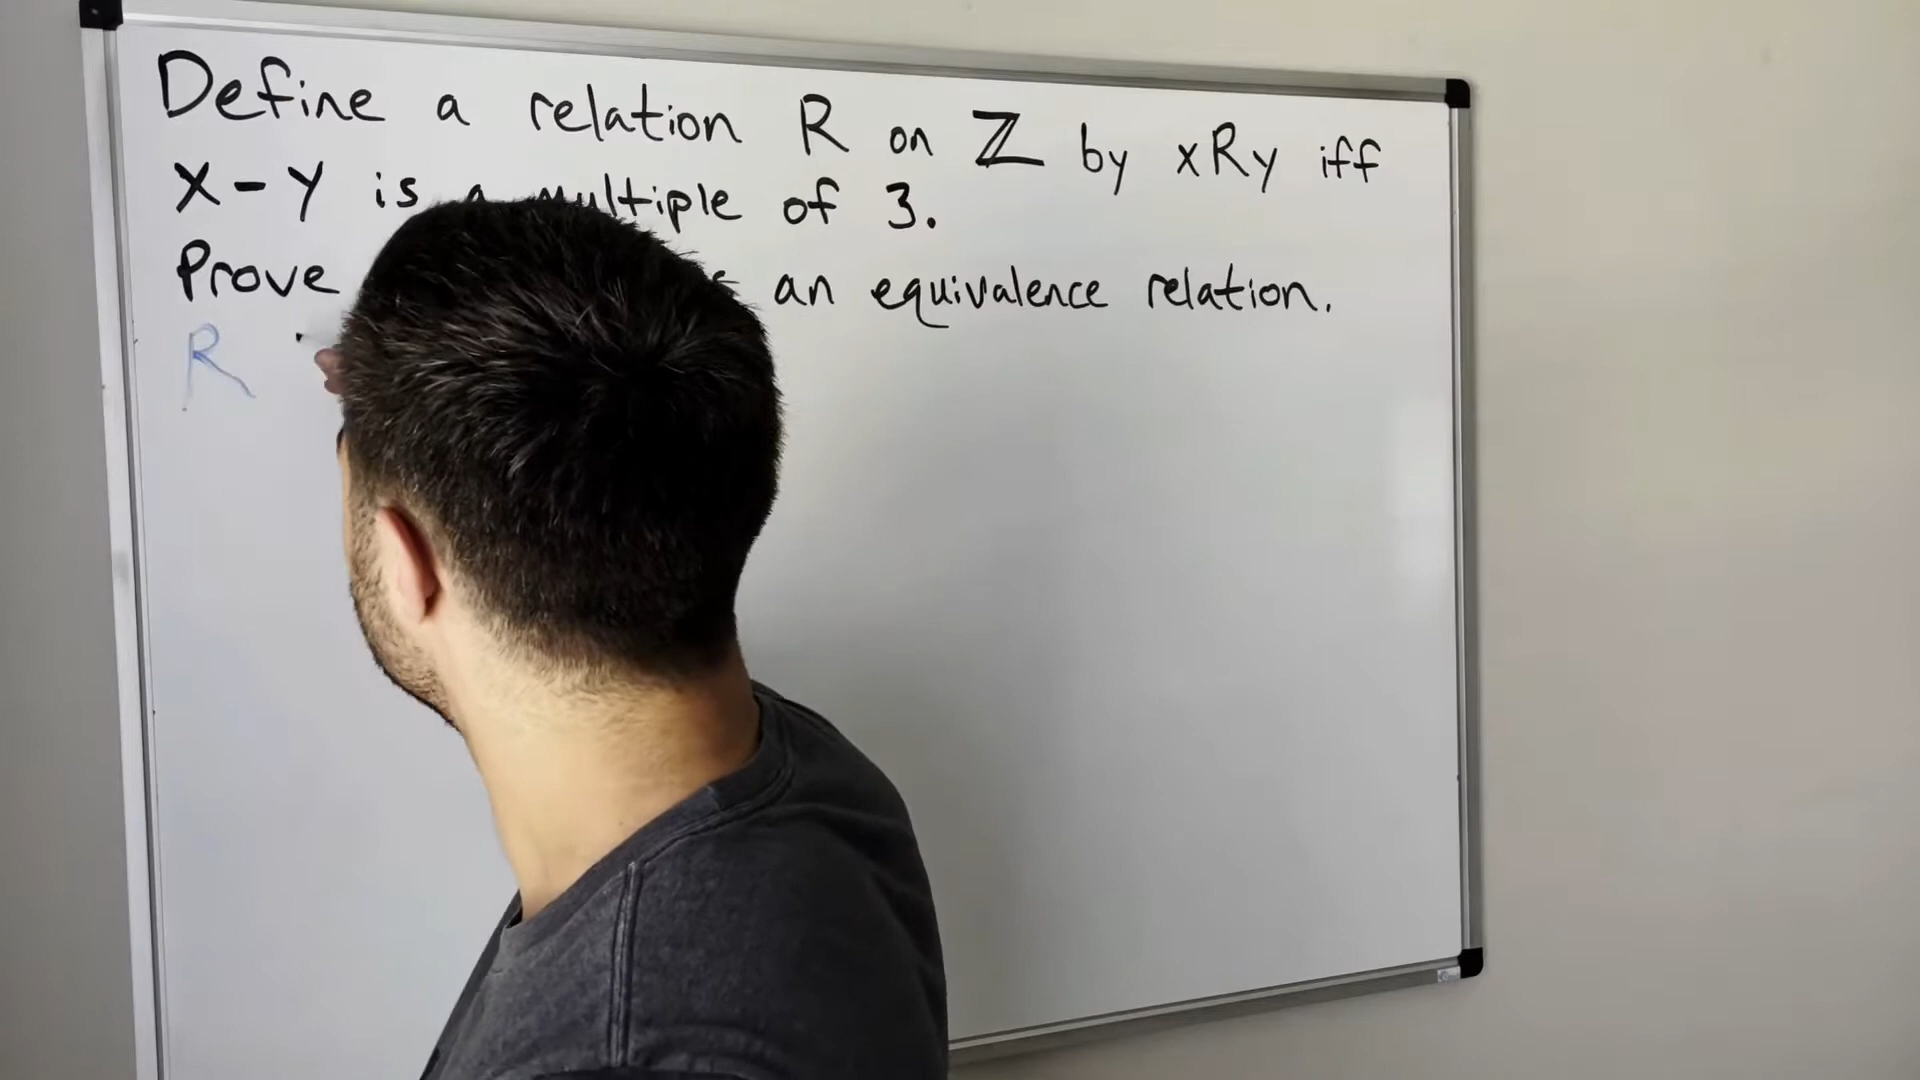 Define a relation R on ℤ by xRy iff
x-y is a multiple of 3.
Prove an equivalence relation.
R